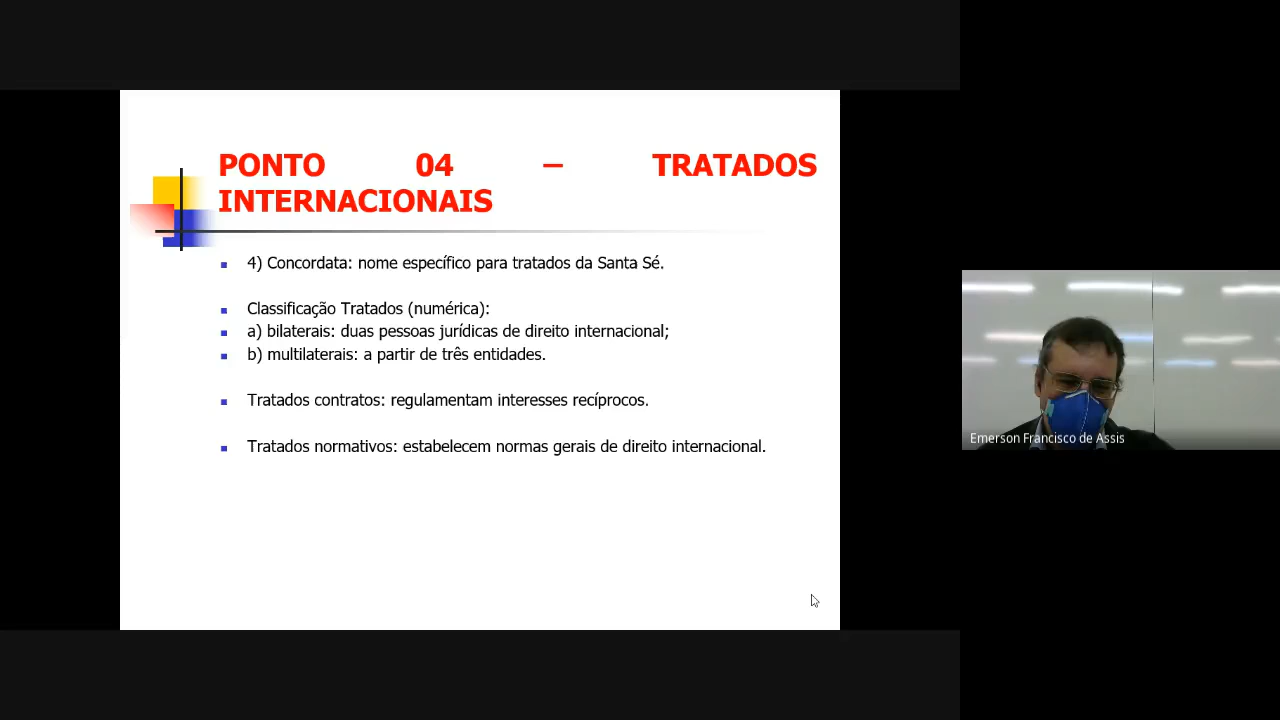 PONTO 04 – TRATADOS
INTERNACIONAIS
4) Concordata: nome específico para tratados da Santa Sé.
Classificação Tratados (numérica):
a) bilaterais: duas pessoas jurídicas de direito internacional;
b) multilaterais: a partir de três entidades.
Tratados contratos: regulamentam interesses recíprocos.
Tratados normativos: estabelecem normas gerais de direito internacional.
Emerson Francisco de Assis